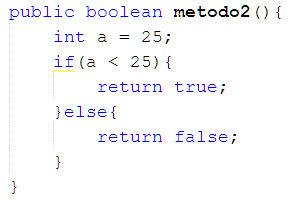 public boolean metodo2(){
    int a = 25;
    if(a < 25){
        return true;
    }else{
        return false;
    }
}